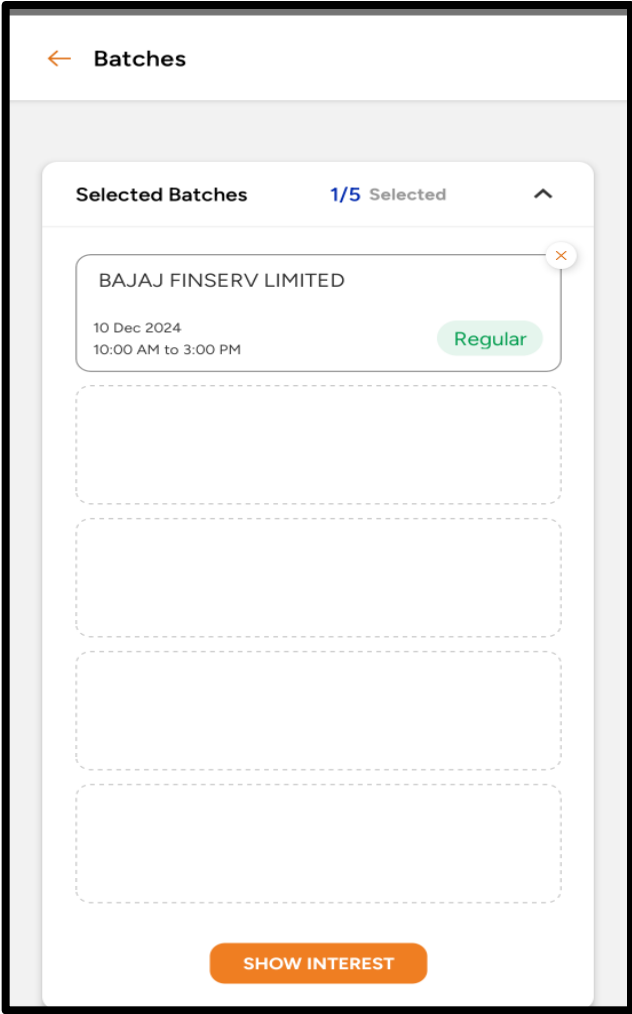 Batches
Selected Batches 1/5 Selected
BAJAJ FINSERV LIMITED
10 Dec 2024
10:00 AM to 3:00 PM
Regular
SHOW INTEREST